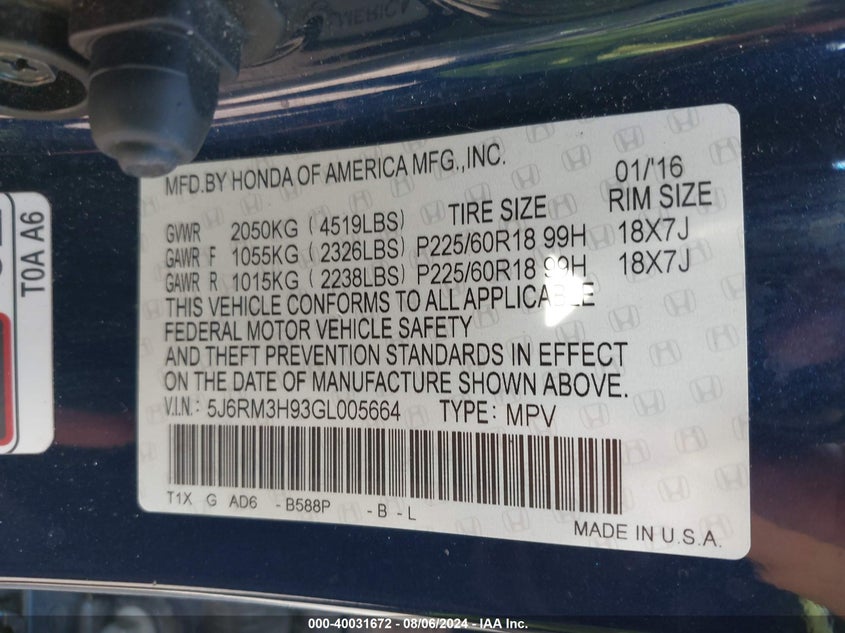 MFD.BY HONDA OF AMERICA MFG.,INC. 01/'16
TIRE SIZE RIM SIZE
GVWR 2050KG (4519LBS)
GAWR F 1055KG (2326LBS) P225/60R18 99H 18X7J
GAWR R 1015KG (2238LBS) P225/60R18 99H 18X7J
THIS VEHICLE CONFORMS TO ALL APPLICABLE
FEDERAL MOTOR VEHICLE SAFETY
AND THEFT PREVENTION STANDARDS IN EFFECT
ON THE DATE OF MANUFACTURE SHOWN ABOVE.
V.I.N.: 5J6RM3H93GL005664 TYPE: MPV
T1X G AD6 -B588P -B -L
MADE IN U.S.A.
T0A A6
000-40031672 - 08/06/2024 - IAA Inc.